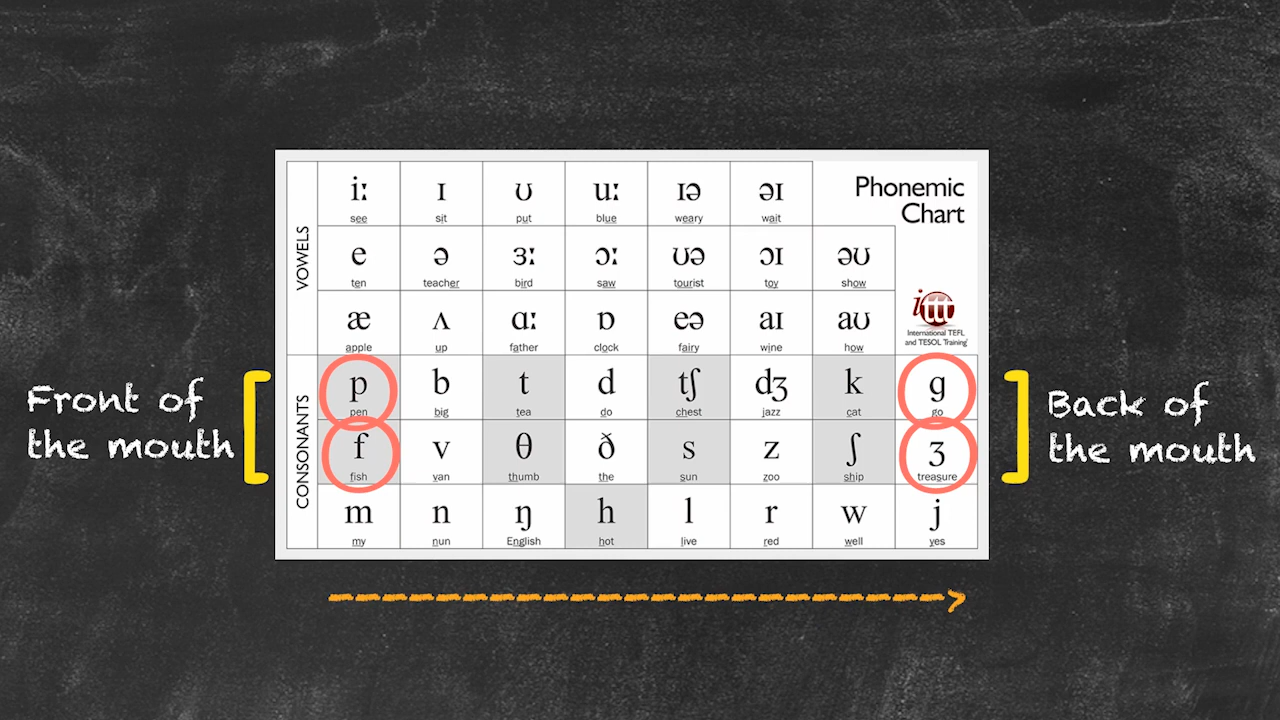 Phonemic
Chart
VOWELS
iː ɪ ʊ uː ɪə əɪ
see sit put blue weary wait
e ə ɜː ɔː ʊə ɔɪ əʊ
ten teacher bird saw tourist toy show
æ ʌ ɑː ɒ eə aɪ aʊ
apple up father clock fairy wine how
ittt
International TEFL
and TESOL Training
CONSONANTS
p b t d tʃ dʒ k g
pen big tea do chest jazz cat go
f v θ ð s z ʃ ʒ
fish van thumb the sun zoo ship treasure
m n ŋ h l r w j
my nun English hot live red well yes
Front of
the mouth
Back of
the mouth